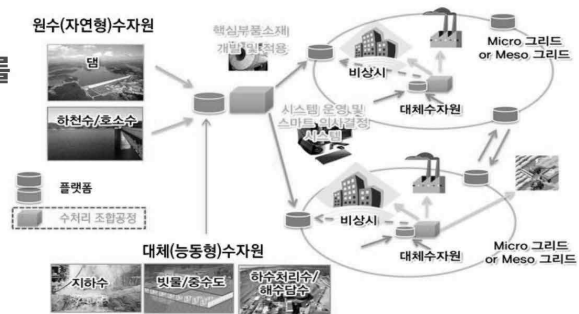 를
원수(자연형)수자원
댐
하천수/호소수
플랫폼
수처리 조합공정
대체(능동형)수자원
지하수
빗물/중수도
하수처리수/
해수담수
핵심부품소재
개발 및 적용
시스템 운영 및
스마트 의사결정
시스템
비상시
대체수자원
Micro 그리드
or Meso 그리드
비상시
대체수자원
Micro 그리드
or Meso 그리드